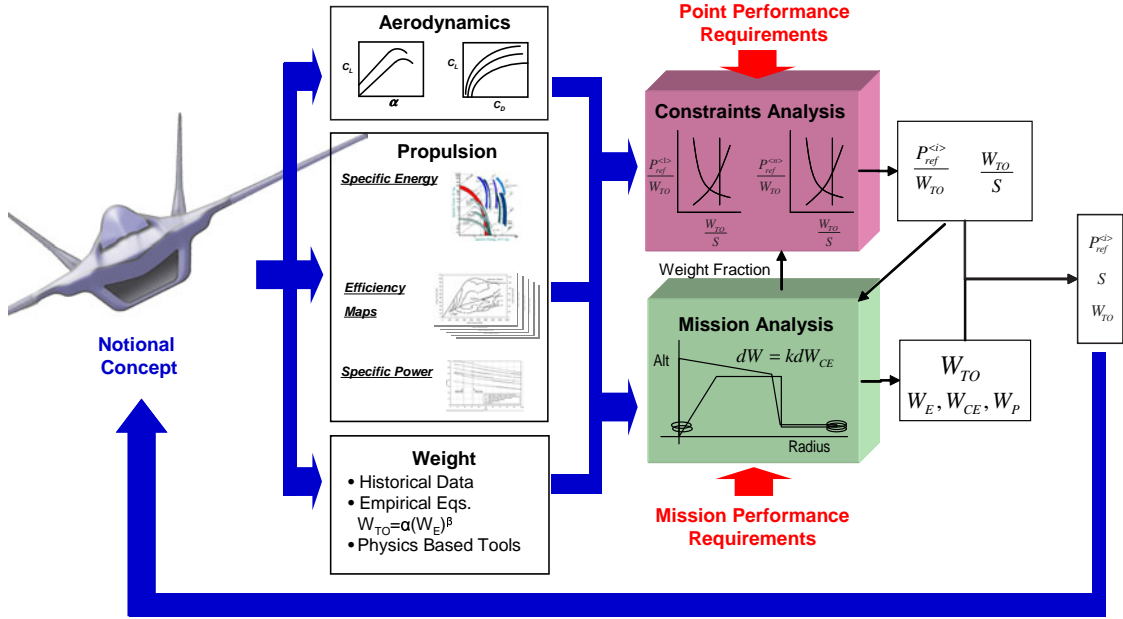 Aerodynamics
C_L
α
C_L
C_D
Propulsion
Specific Energy
Efficiency
Maps
Specific Power
Weight
• Historical Data
• Empirical Eqs.
W_TO=α(W_E)^β
• Physics Based Tools
Notional
Concept
Point Performance
Requirements
Constraints Analysis
P_ref^<1>
W_TO
W_TO
S
P_ref^<n>
W_TO
W_TO
S
Weight Fraction
Mission Analysis
Alt
dW = kdW_CE
Radius
Mission Performance
Requirements
P_ref^<i>
W_TO
W_TO
S
W_TO
W_E, W_CE, W_P
P_ref^<i>
S
W_TO